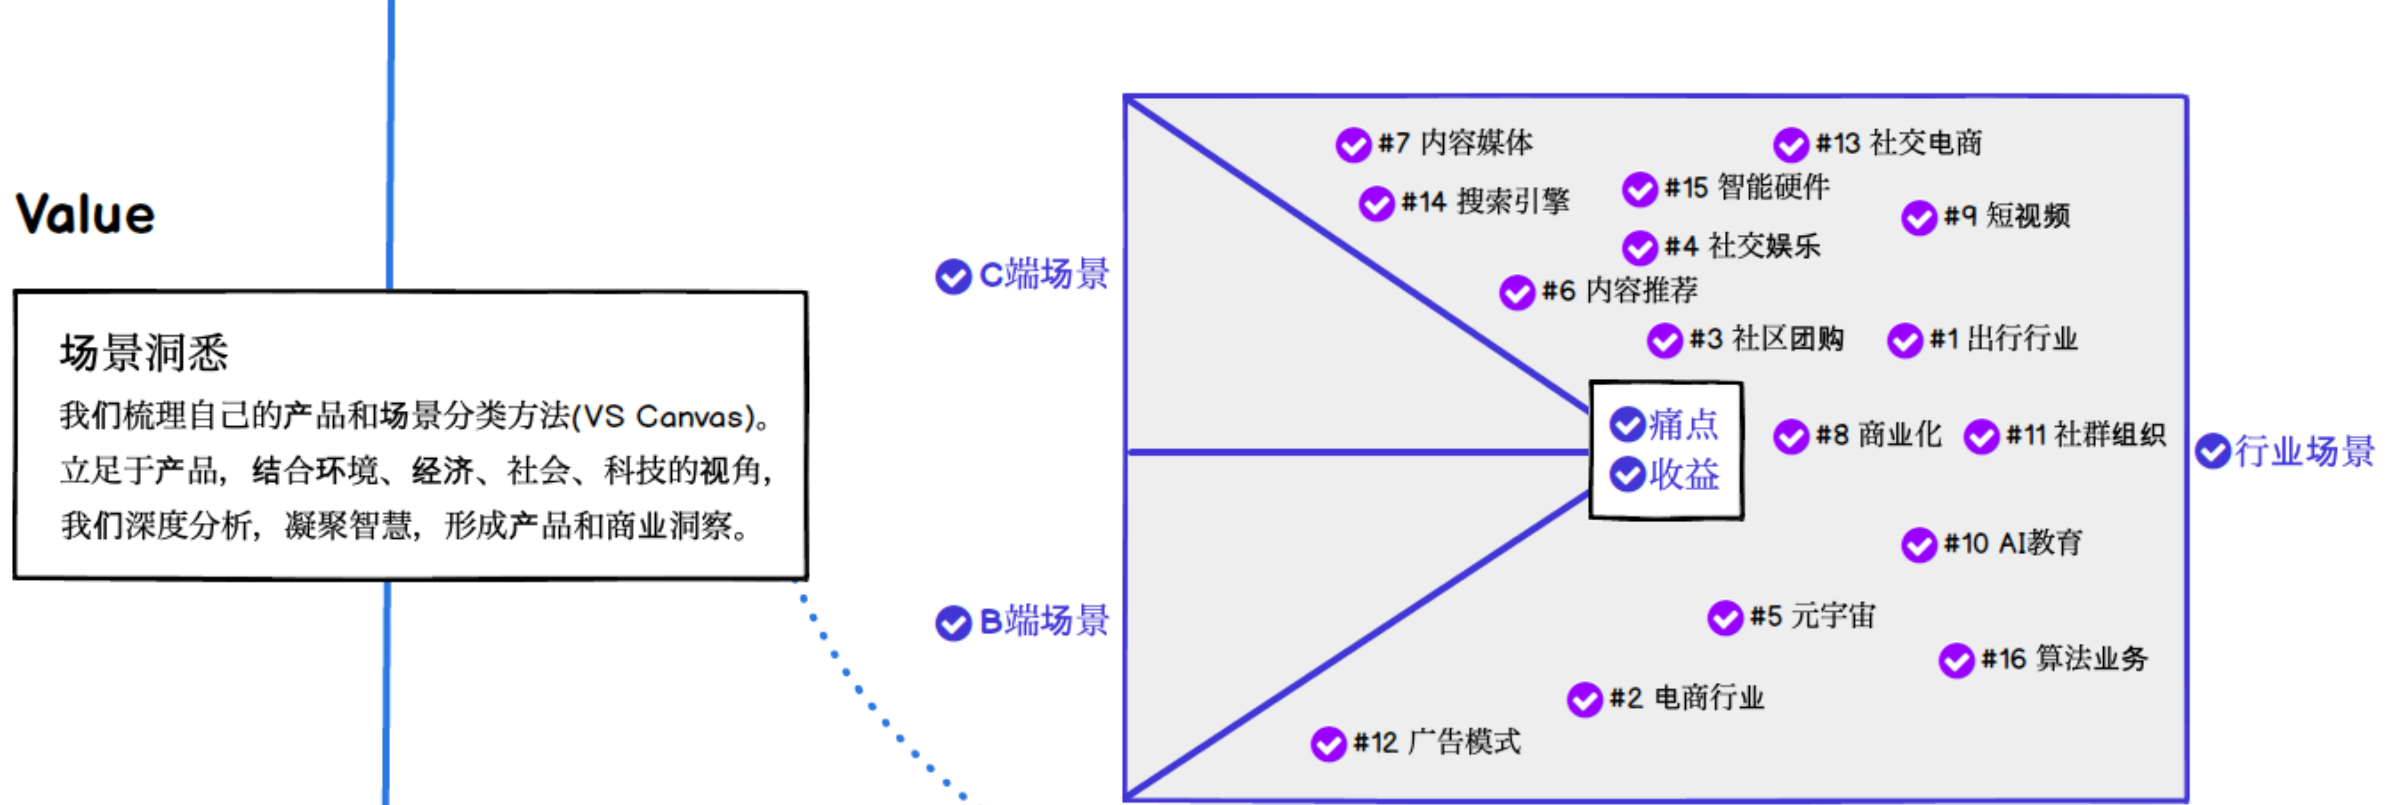 Value
场景洞悉
我们梳理自己的产品和场景分类方法(VS Canvas)。
立足于产品，结合环境、经济、社会、科技的视角，
我们深度分析，凝聚智慧，形成产品和商业洞察。
C端场景
B端场景
#7 内容媒体
#13 社交电商
#14 搜索引擎
#15 智能硬件
#9 短视频
#4 社交娱乐
#6 内容推荐
#3 社区团购
#1 出行行业
痛点
收益
#8 商业化
#11 社群组织
#10 AI教育
#5 元宇宙
#16 算法业务
#2 电商行业
#12 广告模式
行业场景